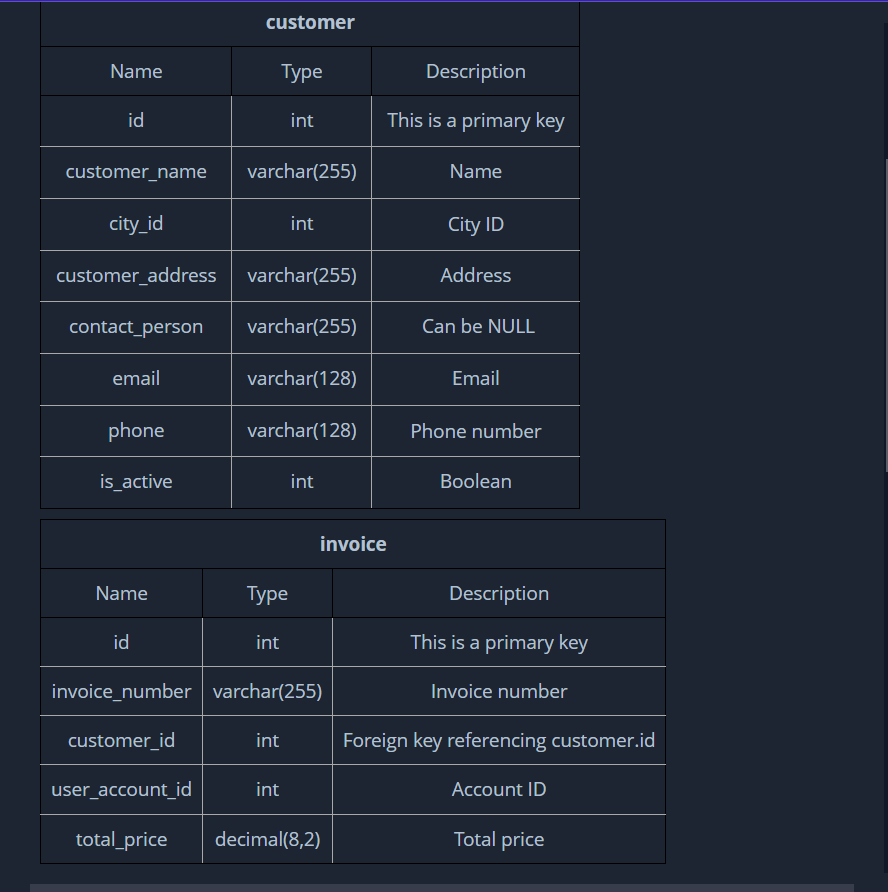 customer
Name Type Description
id int This is a primary key
customer_name varchar(255) Name
city_id int City ID
customer_address varchar(255) Address
contact_person varchar(255) Can be NULL
email varchar(128) Email
phone varchar(128) Phone number
is_active int Boolean
invoice
Name Type Description
id int This is a primary key
invoice_number varchar(255) Invoice number
customer_id int Foreign key referencing customer.id
user_account_id int Account ID
total_price decimal(8,2) Total price